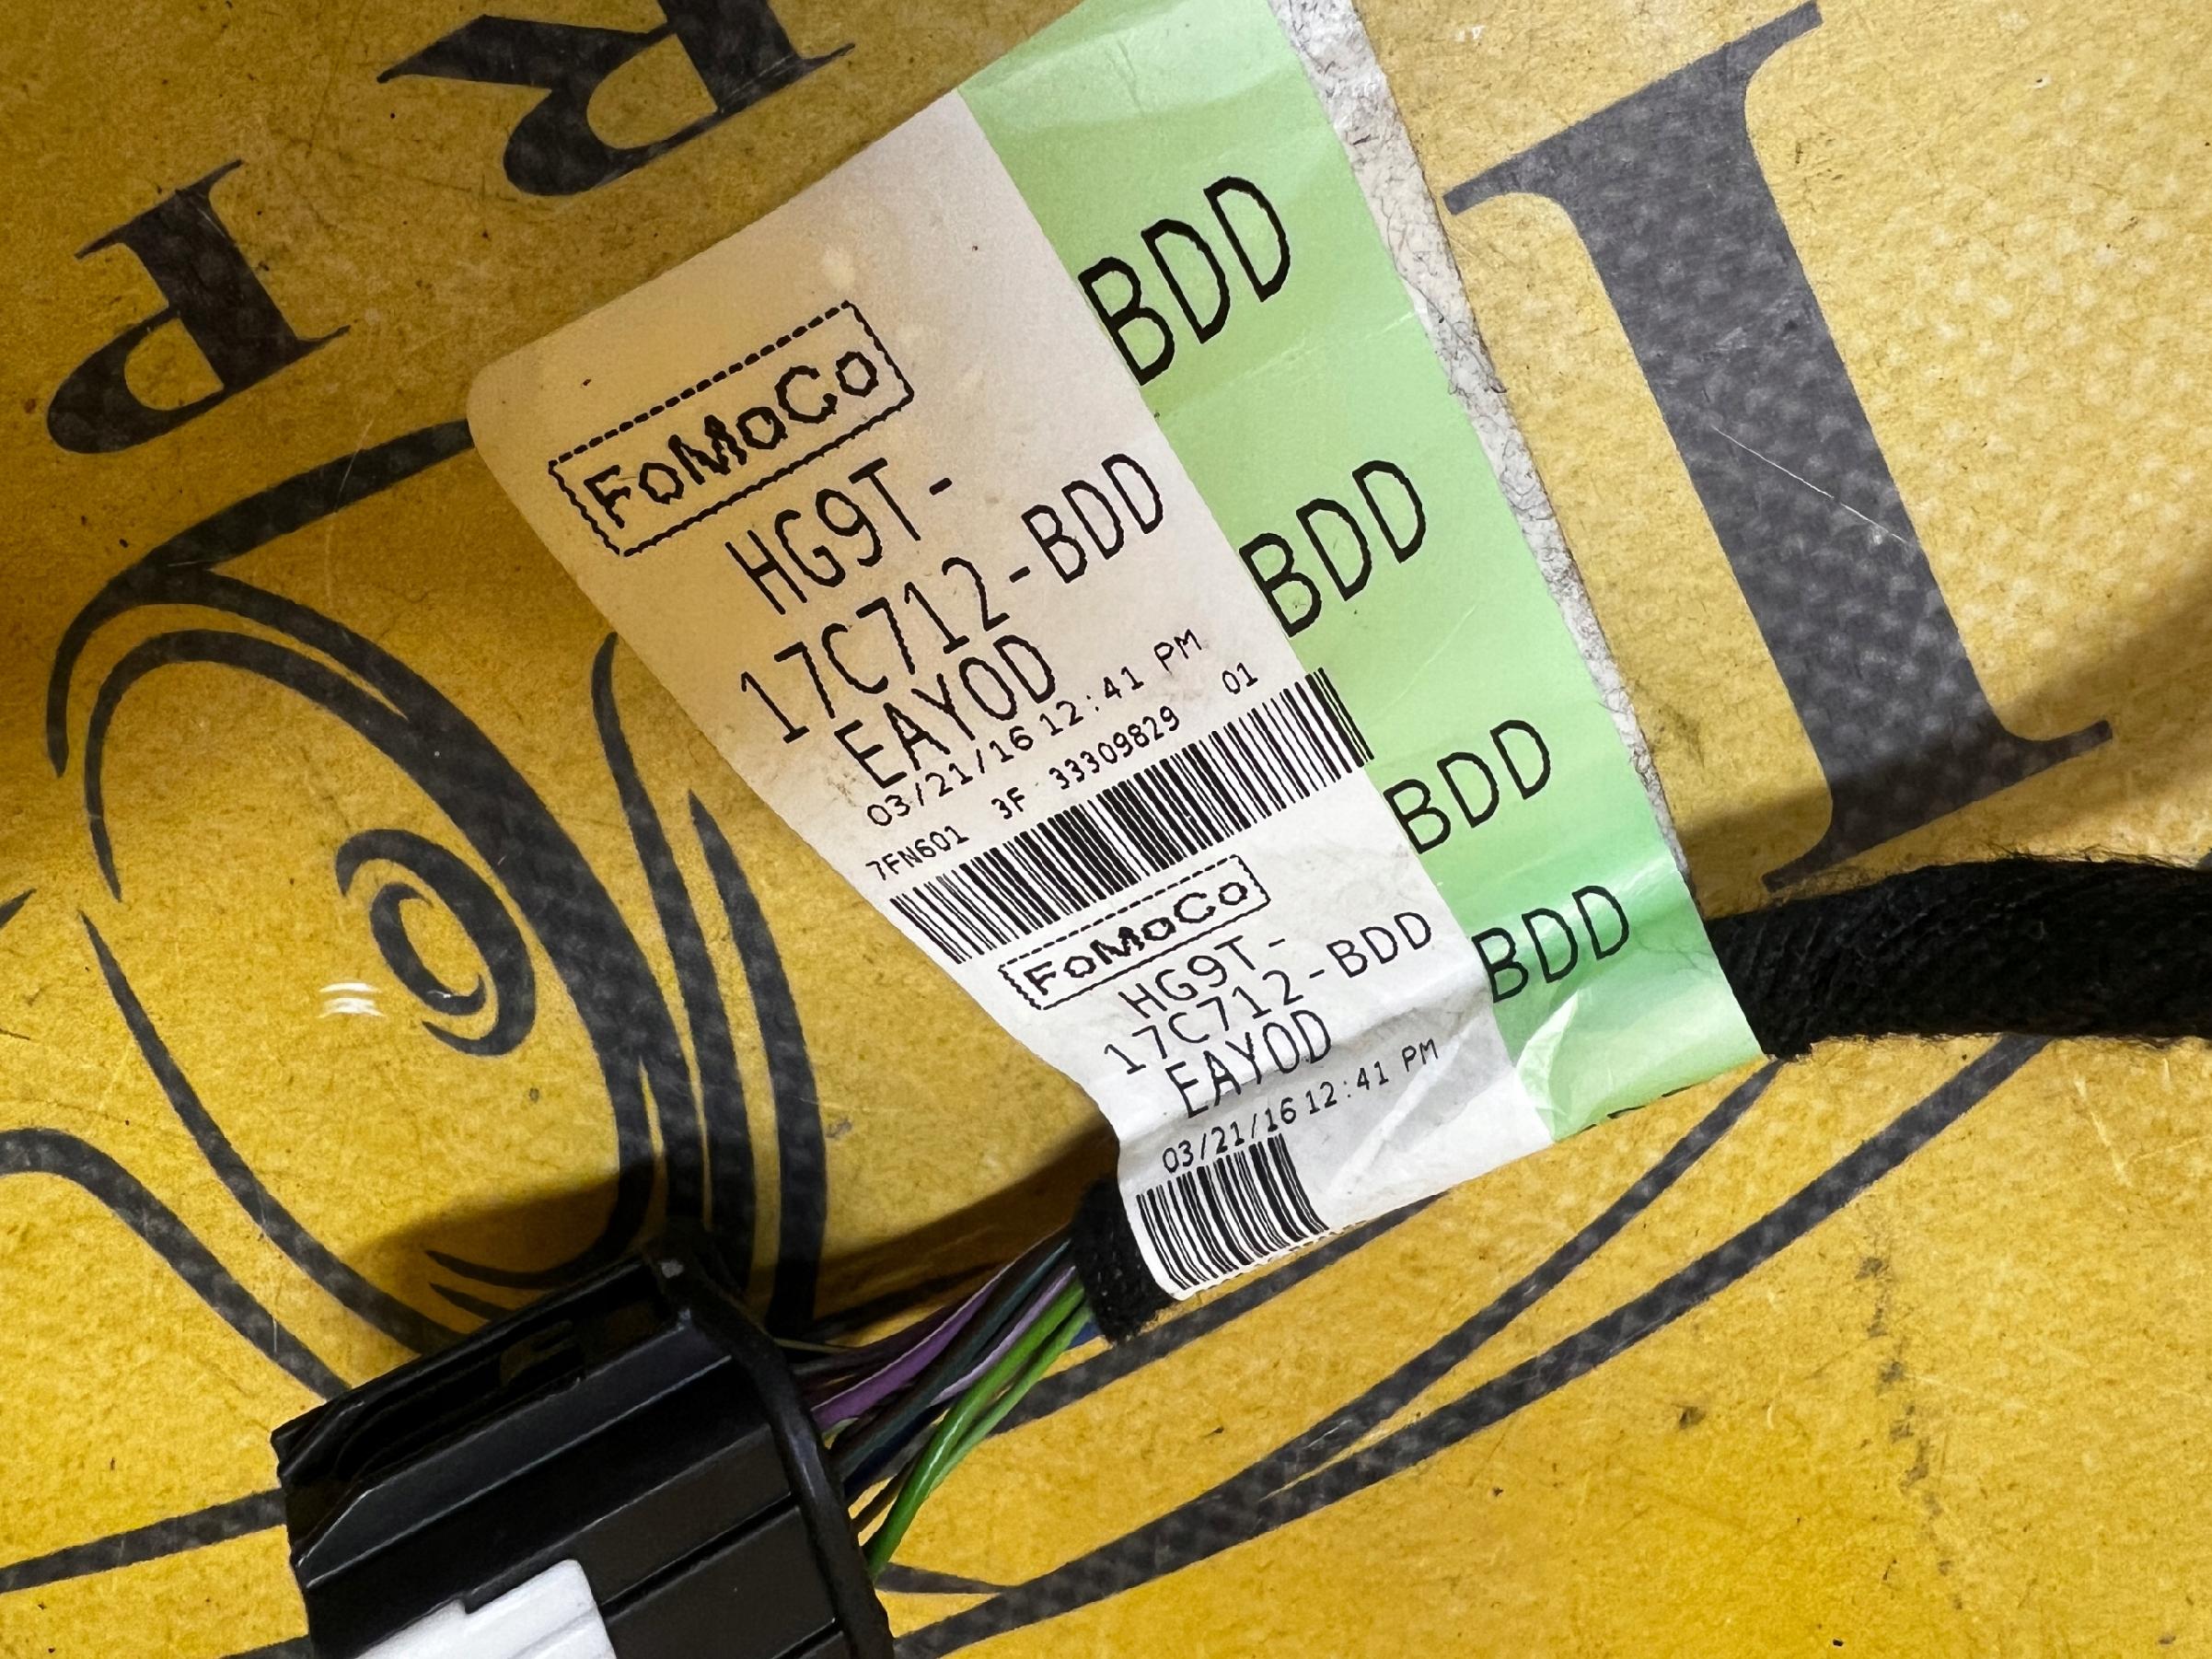 FoMoCo
HG9T-
17C712-BDD
EAYOD
03/21/16 12:41 PM
7FN601 3F 33309829 01
FoMoCo
HG9T-
17C712-BDD
EAYOD
03/21/16 12:41 PM
BDD
BDD
BDD
BDD